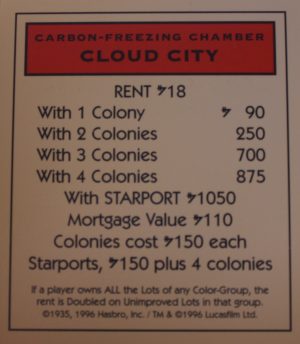 CARBON-FREEZING CHAMBER
CLOUD CITY
RENT 18
With 1 Colony 90
With 2 Colonies 250
With 3 Colonies 700
With 4 Colonies 875
With STARPORT 1050
Mortgage Value 110
Colonies cost 150 each
Starports, 150 plus 4 colonies
If a player owns ALL the Lots of any Color-Group, the
rent is Doubled on Unimproved Lots in that group.
©1935, 1996 Hasbro, Inc. / TM & ©1996 Lucasfilm Ltd.